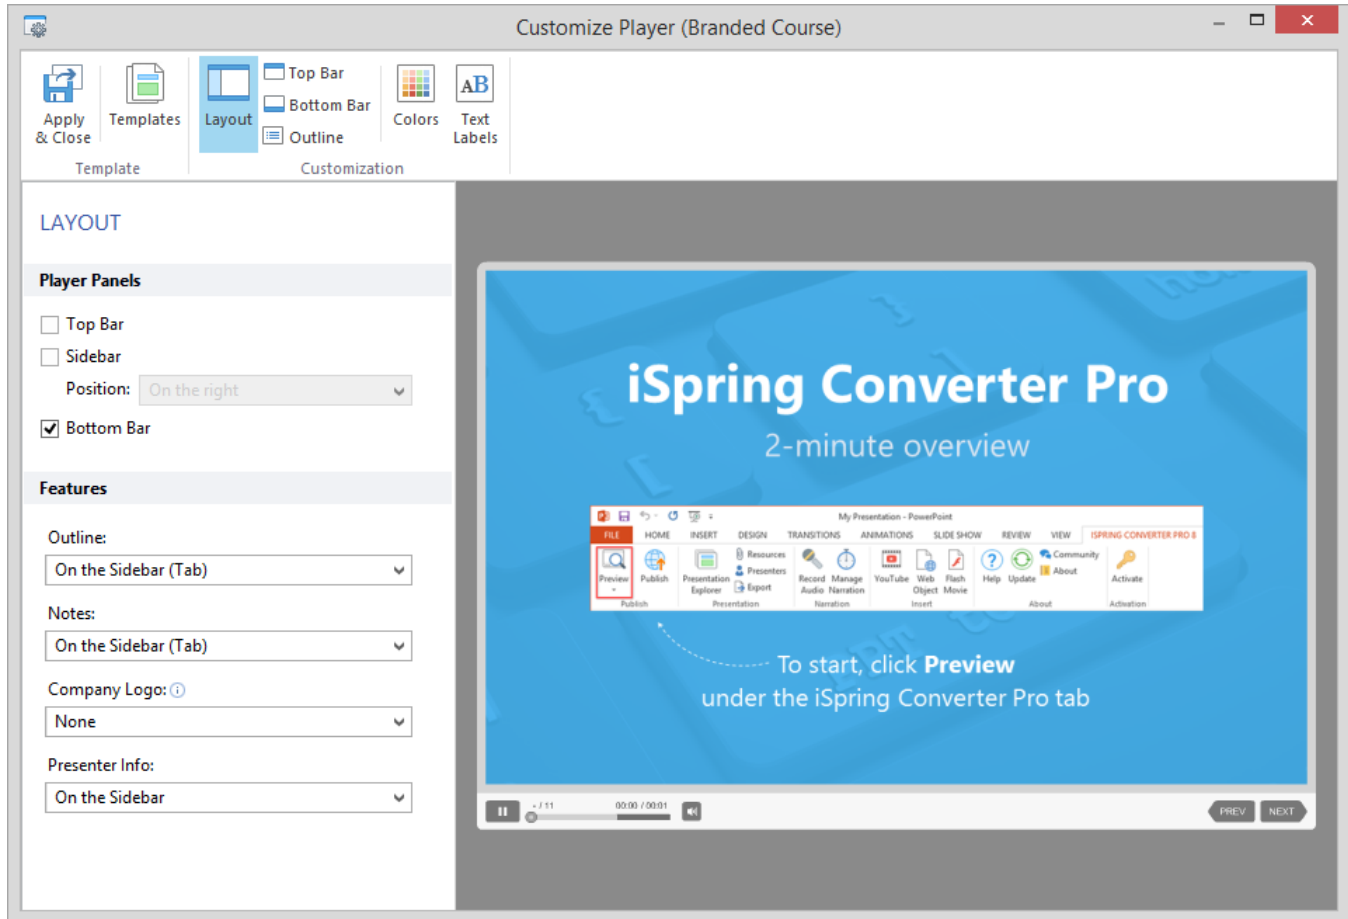 Customize Player (Branded Course)
Apply & Close
Templates
Layout
Top Bar
Bottom Bar
Outline
Colors
AB
Text Labels
Template
Customization
LAYOUT
Player Panels
Top Bar
Sidebar
Position: On the right
Bottom Bar
Features
Outline:
On the Sidebar (Tab)
Notes:
On the Sidebar (Tab)
Company Logo:
None
Presenter Info:
On the Sidebar
iSpring Converter Pro
2-minute overview
My Presentation - PowerPoint
FILE HOME INSERT DESIGN TRANSITIONS ANIMATIONS SLIDE SHOW REVIEW VIEW ISPRING CONVERTER PRO 8
Preview
Publish
Presentation Explorer
Resources
Presenters
Export
Record Audio
Manage Narration
YouTube
Web Object
Flash Movie
Help
Update
Community
About
Activate
Publish Presentation Narration Insert About Activation
To start, click Preview
under the iSpring Converter Pro tab
- / 11 00:00 / 00:01
PREV NEXT